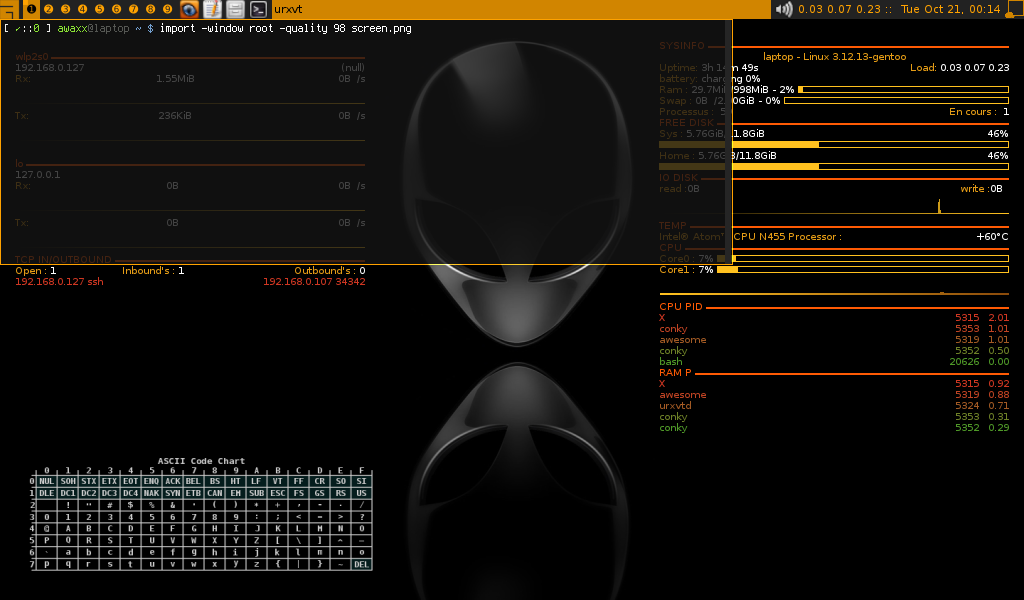 1 2 3 4 5 6 7 8 9 urxvt 0.03 0.07 0.23 :: Tue Oct 21, 00:14
[ ✓::0 ] awaxx@laptop ~ $ import -window root -quality 98 screen.png
wlp2s0
192.168.0.127 (null)
Rx: 1.55MiB 0B /s
Tx: 236KiB 0B /s
lo
127.0.0.1
Rx: 0B 0B /s
Tx: 0B 0B /s
TCP IN/OUTBOUND
Open : 1 Inbound's : 1 Outbound's : 0
192.168.0.127 ssh 192.168.0.107 34342
SYSINFO
laptop - Linux 3.12.13-gentoo
Uptime: 3h 14m 49s Load: 0.03 0.07 0.23
battery: charging 0%
Ram : 29.7MiB/998MiB - 2%
Swap : 0B /2. 0GiB - 0%
Processus : En cours : 1
FREE DISK
Sys : 5.76GiB/11.8GiB 46%
Home : 5.76GiB/11.8GiB 46%
IO DISK
read :0B write :0B
TEMP
Intel® Atom™ CPU N455 Processor : +60°C
CPU
Core0 : 7%
Core1 : 7%
CPU PID
X 5315 2.01
conky 5353 1.01
awesome 5319 1.01
conky 5352 0.50
bash 20626 0.00
RAM P
X 5315 0.92
awesome 5319 0.88
urxvtd 5324 0.71
conky 5353 0.31
conky 5352 0.29
ASCII Code Chart
0 1 2 3 4 5 6 7 8 9 A B C D E F
0 NUL SOH STX ETX EOT ENQ ACK BEL BS HT LF VT FF CR SO SI
1 DLE DC1 DC2 DC3 DC4 NAK SYN ETB CAN EM SUB ESC FS GS RS US
2 ! " # $ % & ' ( ) * + , - . /
3 0 1 2 3 4 5 6 7 8 9 : ; < = > ?
4 @ A B C D E F G H I J K L M N O
5 P Q R S T U V W X Y Z [ \ ] ^ _
6 ` a b c d e f g h i j k l m n o
7 p q r s t u v w x y z { | } ~ DEL